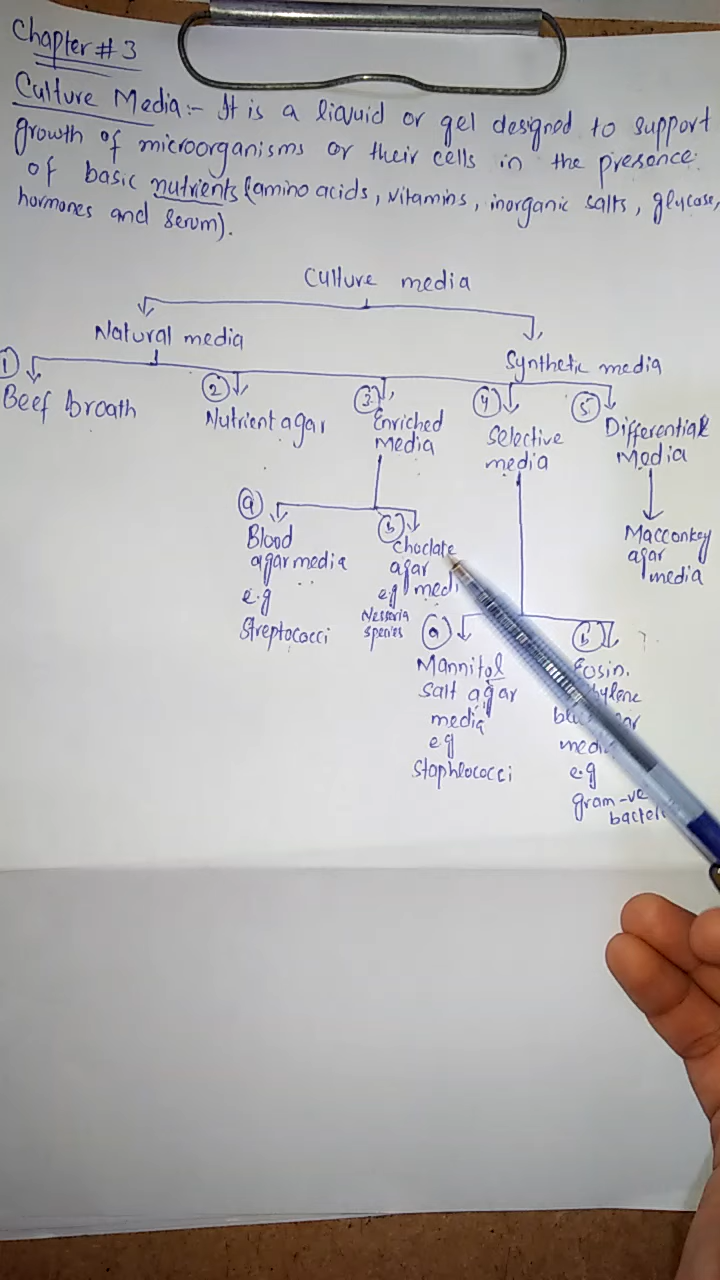 Chapter # 3
Culture Media:- It is a liquid or gel designed to support
growth of microorganisms or their cells in the presence
of basic nutrients (amino acids, vitamins, inorganic salts, glucose,
hormones and serum).
Culture media
Natural media
Synthetic media
① Beef broath
② Nutrient agar
③ Enriched
Media
④ Selective
media
⑤ Differential
Media
ⓐ Blood
agar media
e.g
Streptococci
ⓑ Choclate
agar
e.g medi
Nesseria
species
Macconkey
agar
media
ⓐ Mannitol
Salt agar
media
eg
Staphlococci
ⓑ Eosin.
media
e.g
gram -ve